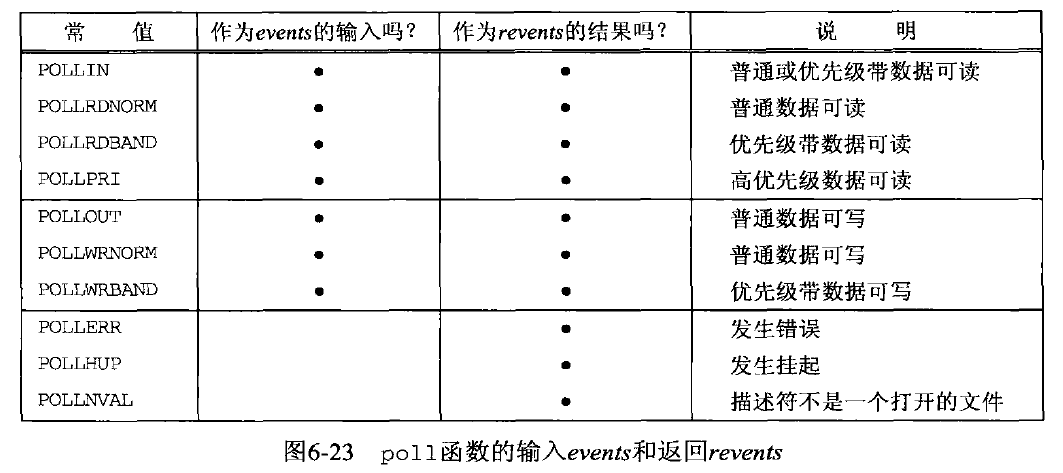 常 值 作为events的输入吗? 作为revents的结果吗? 说 明
POLLIN • • 普通或优先级带数据可读
POLLRDNORM • • 普通数据可读
POLLRDBAND • • 优先级带数据可读
POLLPRI • • 高优先级数据可读
POLLOUT • • 普通数据可写
POLLWRNORM • • 普通数据可写
POLLWRBAND • • 优先级带数据可写
POLLERR • 发生错误
POLLHUP • 发生挂起
POLLNVAL • 描述符不是一个打开的文件
图6-23 poll函数的输入events和返回revents